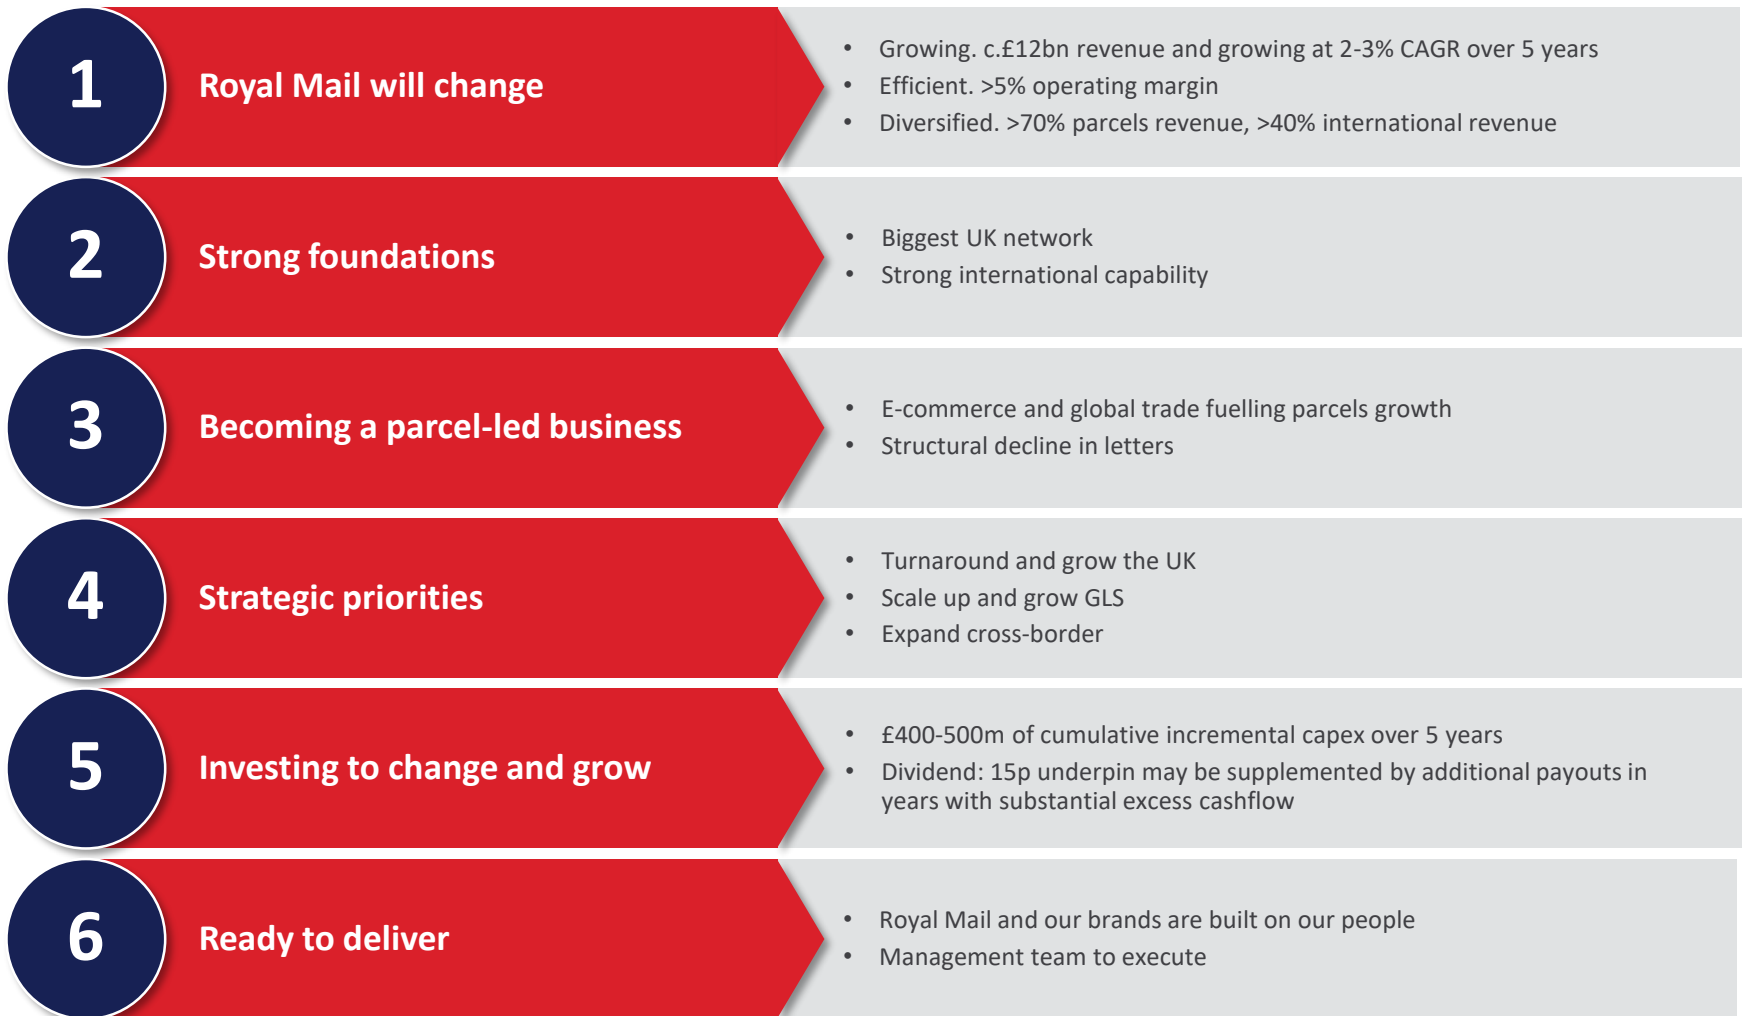 1
Royal Mail will change
• Growing. c.£12bn revenue and growing at 2-3% CAGR over 5 years
• Efficient. >5% operating margin
• Diversified. >70% parcels revenue, >40% international revenue
2
Strong foundations
• Biggest UK network
• Strong international capability
3
Becoming a parcel-led business
• E-commerce and global trade fuelling parcels growth
• Structural decline in letters
4
Strategic priorities
• Turnaround and grow the UK
• Scale up and grow GLS
• Expand cross-border
5
Investing to change and grow
• £400-500m of cumulative incremental capex over 5 years
• Dividend: 15p underpin may be supplemented by additional payouts in
years with substantial excess cashflow
6
Ready to deliver
• Royal Mail and our brands are built on our people
• Management team to execute